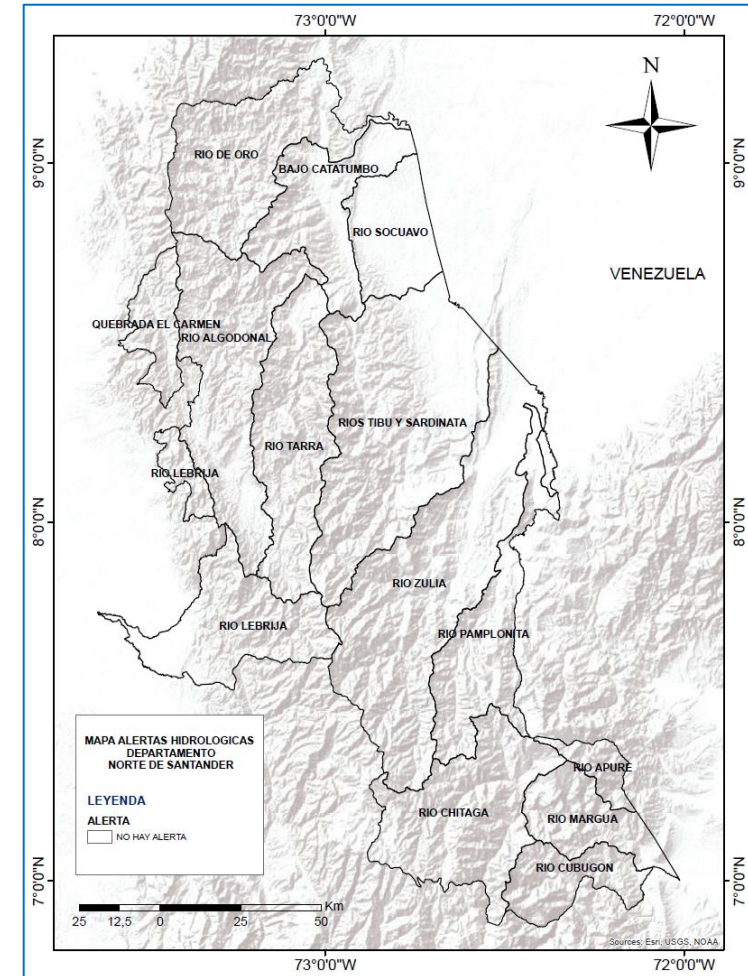 73°0'0"W
72°0'0"W
N
9°0'0"N
9°0'0"N
RIO DE ORO
BAJO CATATUMBO
RIO SOCUAVO
VENEZUELA
QUEBRADA EL CARMEN
RIO ALGODONAL
RIOS TIBU Y SARDINATA
RIO TARRA
RIO LEBRIJA
8°0'0"N
8°0'0"N
RIO ZULIA
RIO LEBRIJA
RIO PAMPLONITA
MAPA ALERTAS HIDROLOGICAS
DEPARTAMENTO
NORTE DE SANTANDER
LEYENDA
ALERTA
NO HAY ALERTA
RIO APURE
RIO CHITAGA
RIO MARGUA
RIO CUBUGON
7°0'0"N
7°0'0"N
Km
25 12,5 0 25 50
Sources: Esri, USGS, NOAA
73°0'0"W
72°0'0"W